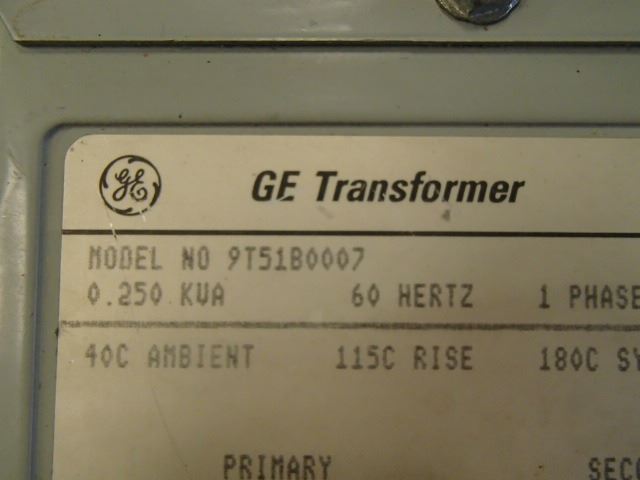 GE GE Transformer
MODEL NO 9T51B0007
0.250 KVA 60 HERTZ 1 PHASE
40C AMBIENT 115C RISE 180C SY
PRIMARY SECO